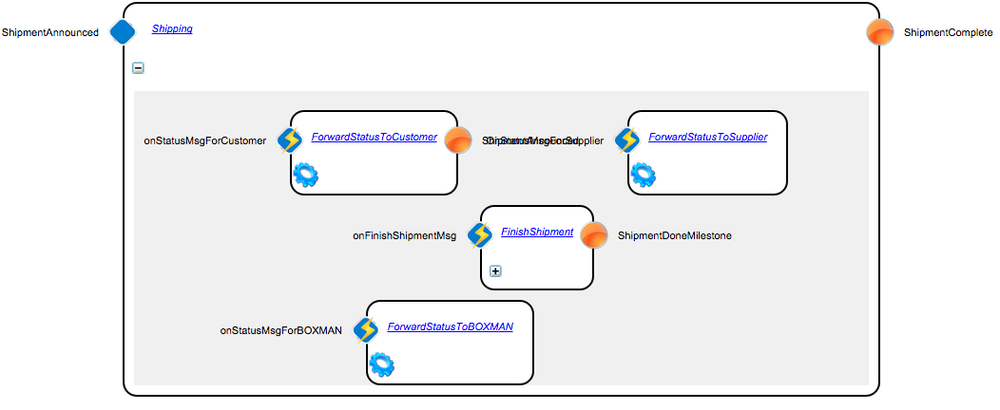 ShipmentAnnounced
Shipping
ShipmentComplete
onStatusMsgForCustomer
ForwardStatusToCustomer
ForwardStatusToSupplier
onFinishShipmentMsg
FinishShipment
ShipmentDoneMilestone
onStatusMsgForBOXMAN
ForwardStatusToBOXMAN